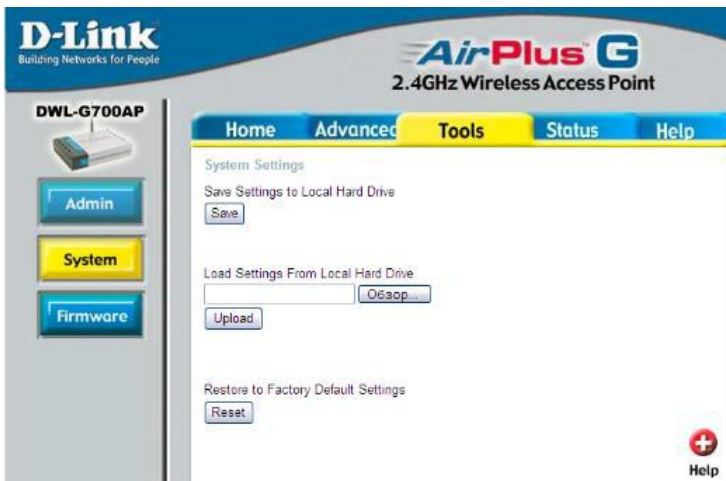 D-Link
Building Networks for People
AirPlus G
2.4GHz Wireless Access Point
DWL-G700AP
Home Advanced Tools Status Help
Admin
System
Firmware
System Settings
Save Settings to Local Hard Drive
Save
Load Settings From Local Hard Drive
Обзор...
Upload
Restore to Factory Default Settings
Reset
Help